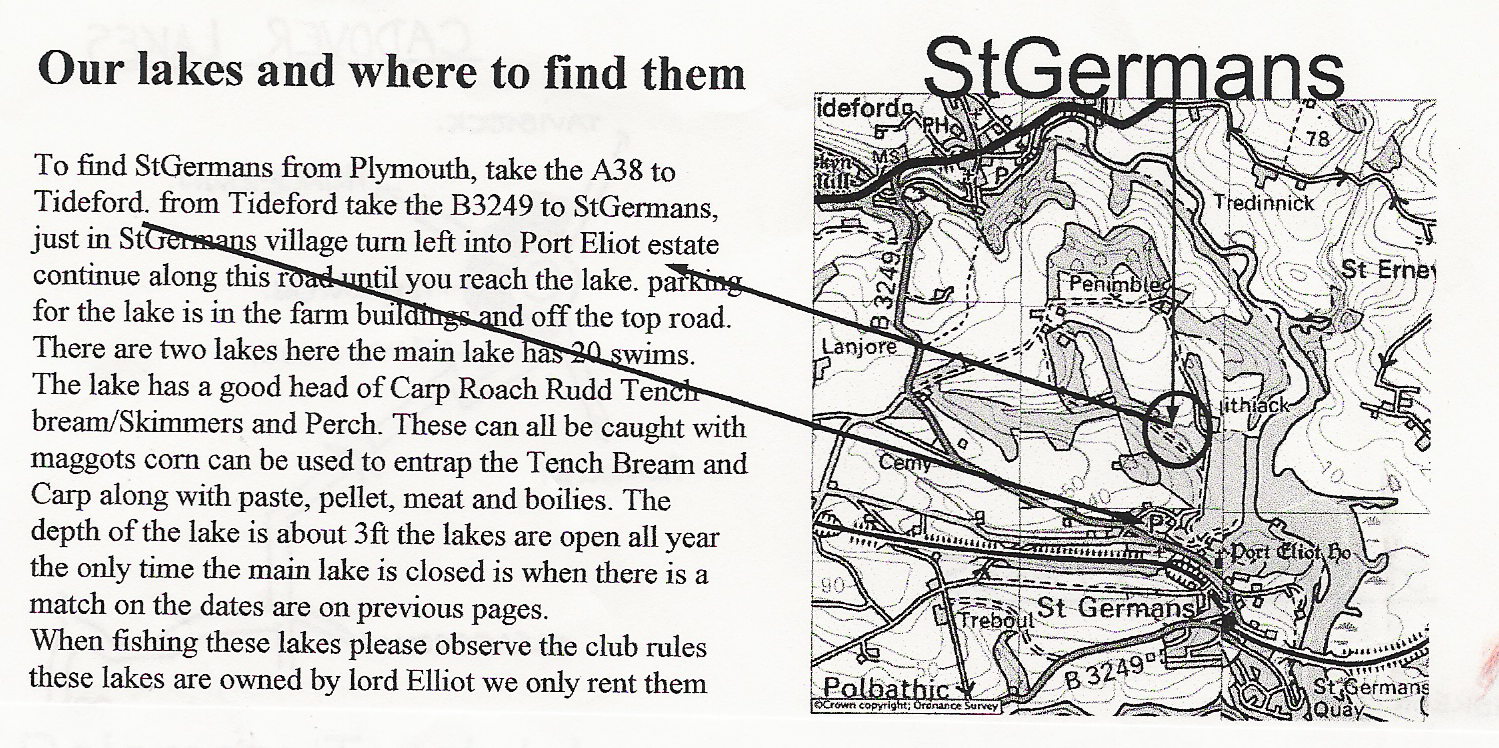 Our lakes and where to find them
To find StGermans from Plymouth, take the A38 to
Tideford. from Tideford take the B3249 to StGermans,
just in StGermans village turn left into Port Eliot estate
continue along this road until you reach the lake. parking
for the lake is in the farm buildings and off the top road.
There are two lakes here the main lake has 20 swims.
The lake has a good head of Carp Roach Rudd Tench
bream/Skimmers and Perch. These can all be caught with
maggots corn can be used to entrap the Tench Bream and
Carp along with paste, pellet, meat and boilies. The
depth of the lake is about 3ft the lakes are open all year
the only time the main lake is closed is when there is a
match on the dates are on previous pages.
When fishing these lakes please observe the club rules
these lakes are owned by lord Elliot we only rent them
StGermans
ideford
PH
MS
P
78
Tredinnick
St Erney
B 3249
Penimble
Lanjore
lithiack
Cemy
60
40
10
P
Port Eliot Ho
90
Treboul
St Germans
B 3249
Polbathic
St Germans
Quay
©Crown copyright; Ordnance Survey